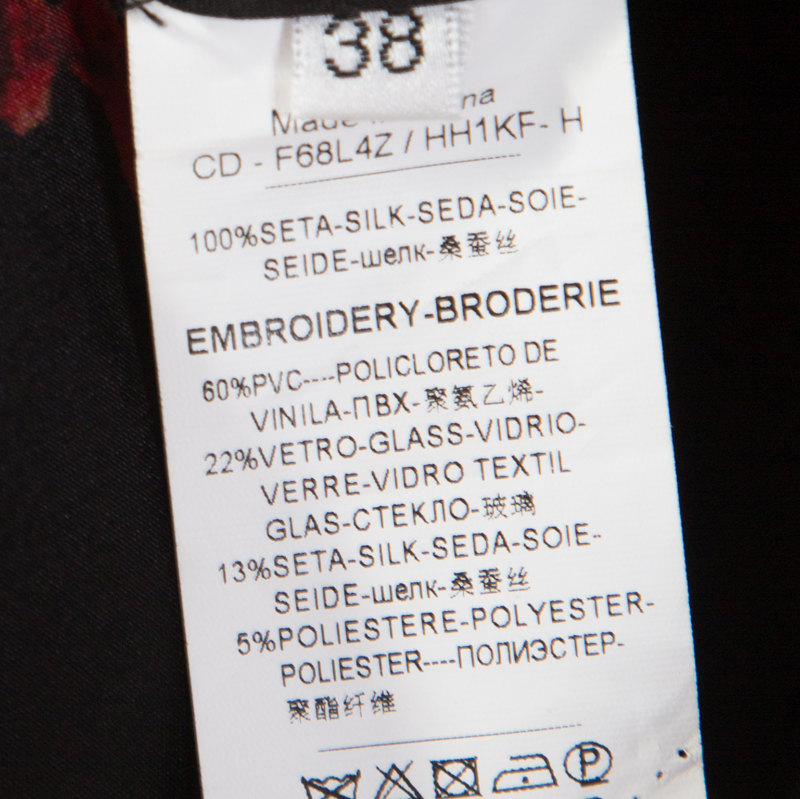 38
CD - F68L4Z / HH1KF- H
100%SETA-SILK-SEDA-SOIE-
SEIDE-шелк-桑蚕丝
EMBROIDERY-BRODERIE
60%PVC----POLICLORETO DE
VINILA-ПВХ-聚氨乙烯-
22%VETRO-GLASS-VIDRIO-
VERRE-VIDRO TEXTIL
GLAS-СТЕКЛО-玻璃
13%SETA-SILK-SEDA-SOIE-
SEIDE-шелк-桑蚕丝
5%POLIESTERE-POLYESTER-
POLIESTER----ПОЛИЭСТЕР-
聚酯纤维
P